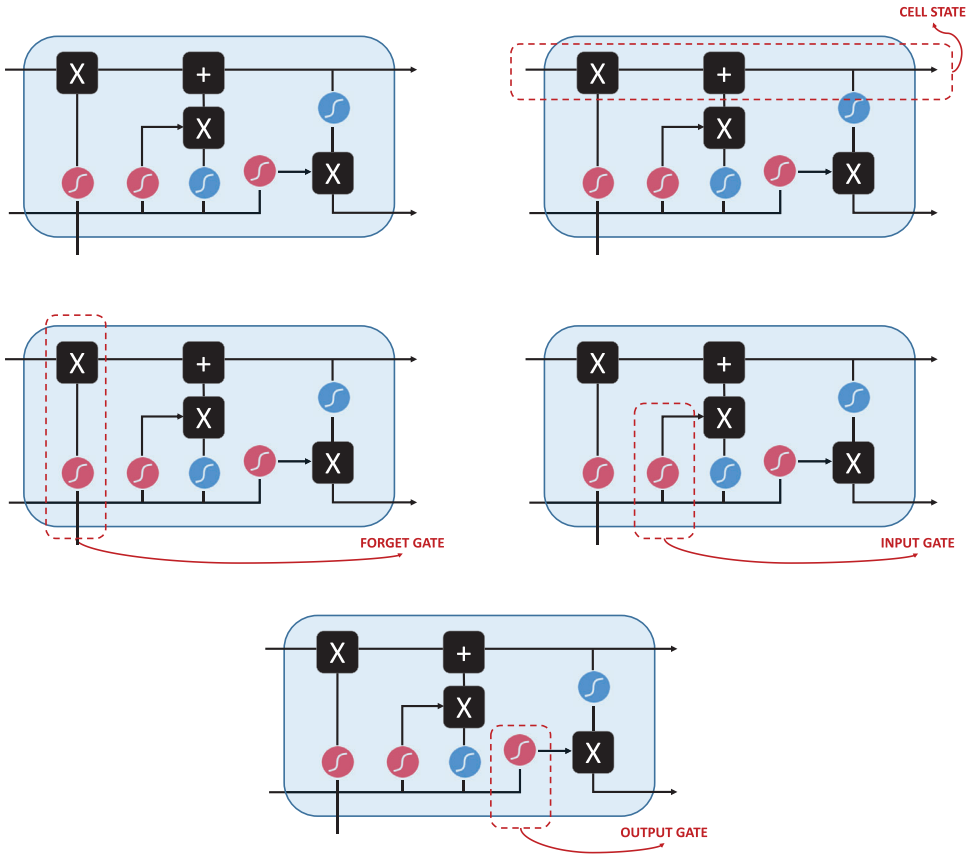 CELL STATE
X
+
X
X
X
+
X
X
X
+
X
X
FORGET GATE
X
+
X
X
INPUT GATE
X
+
X
X
OUTPUT GATE